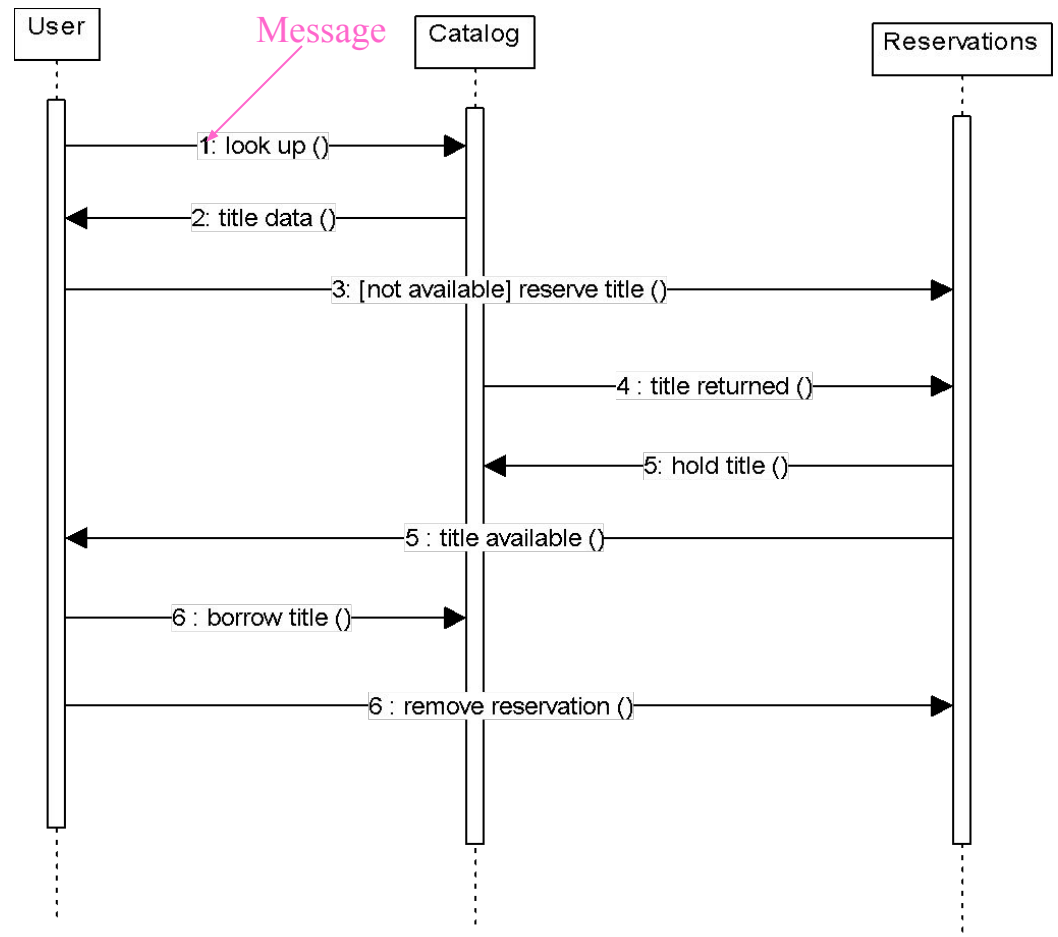 User
Message
Catalog
Reservations
1: look up ()
2: title data ()
3: [not available] reserve title ()
4 : title returned ()
5: hold title ()
5 : title available ()
6 : borrow title ()
6 : remove reservation ()